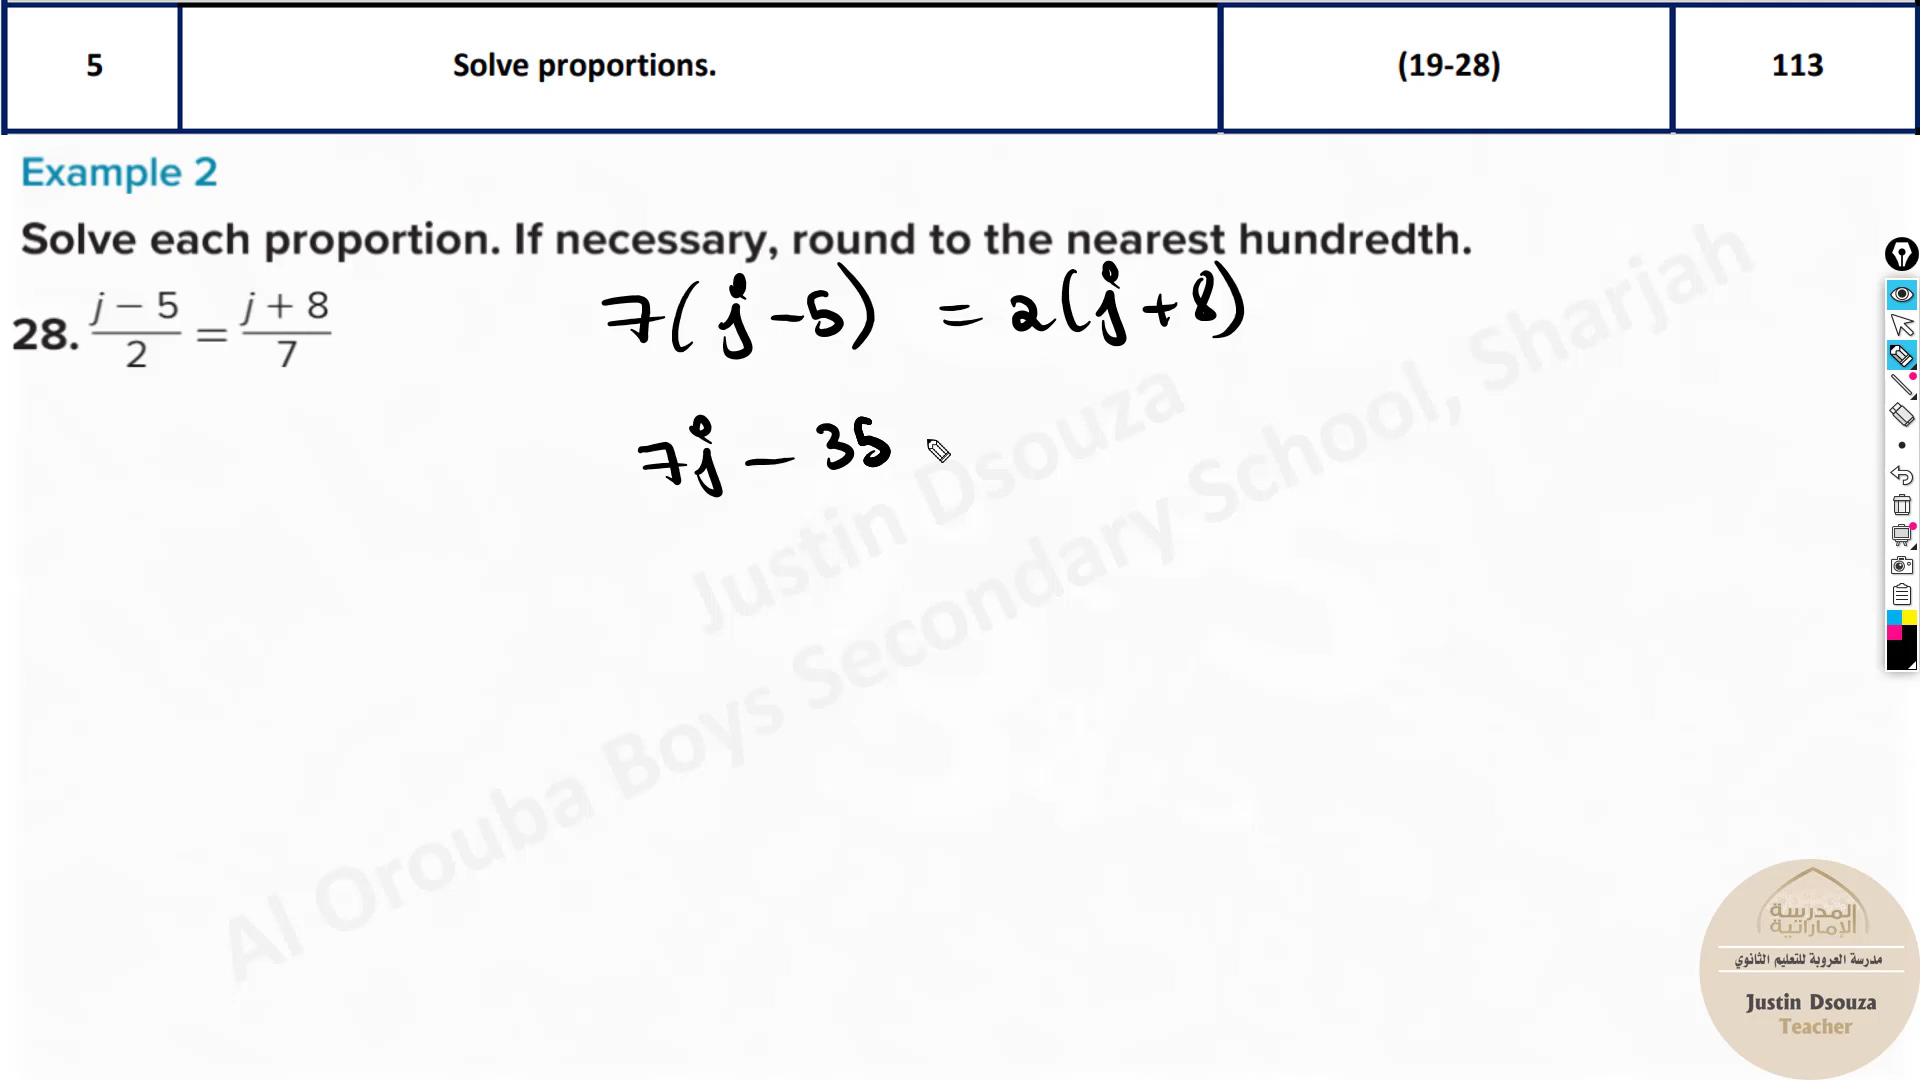 5 Solve proportions. (19-28) 113
Example 2
Solve each proportion. If necessary, round to the nearest hundredth.
28. (j − 5)/2 = (j + 8)/7
7(j-5) = 2(j+8)
7j - 35
Justin Dsouza
Al Orouba Boys Secondary School, Sharjah
المدرسة
الإماراتية
مدرسة العروبة للتعليم الثانوي
Justin Dsouza
Teacher